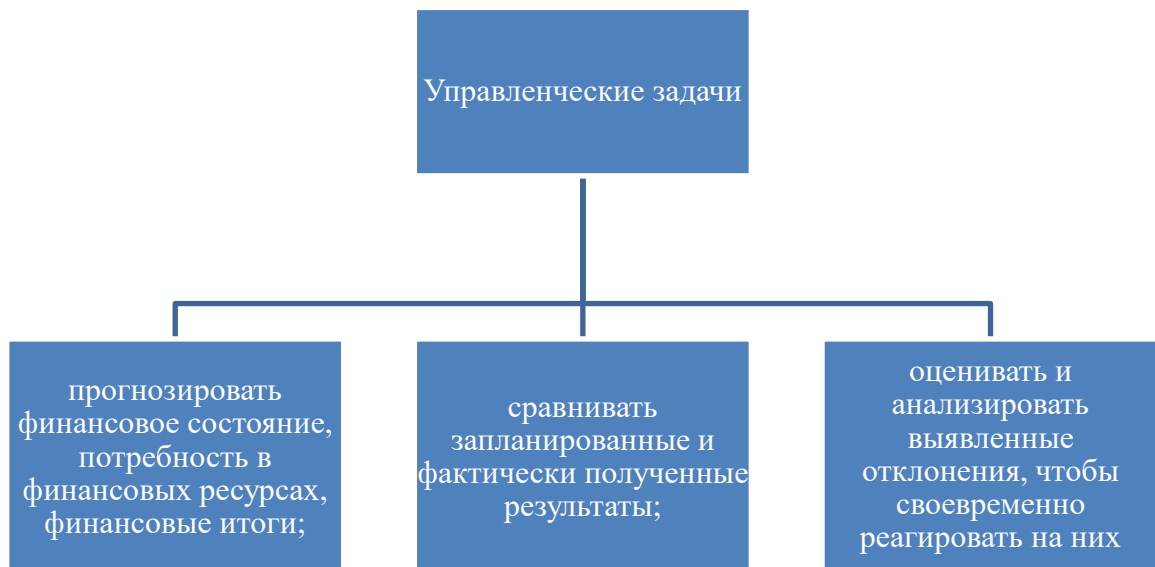 Управленческие задачи
прогнозировать
финансовое состояние,
потребность в
финансовых ресурсах,
финансовые итоги;
сравнивать
запланированные и
фактически полученные
результаты;
оценивать и
анализировать
выявленные
отклонения, чтобы
своевременно
реагировать на них